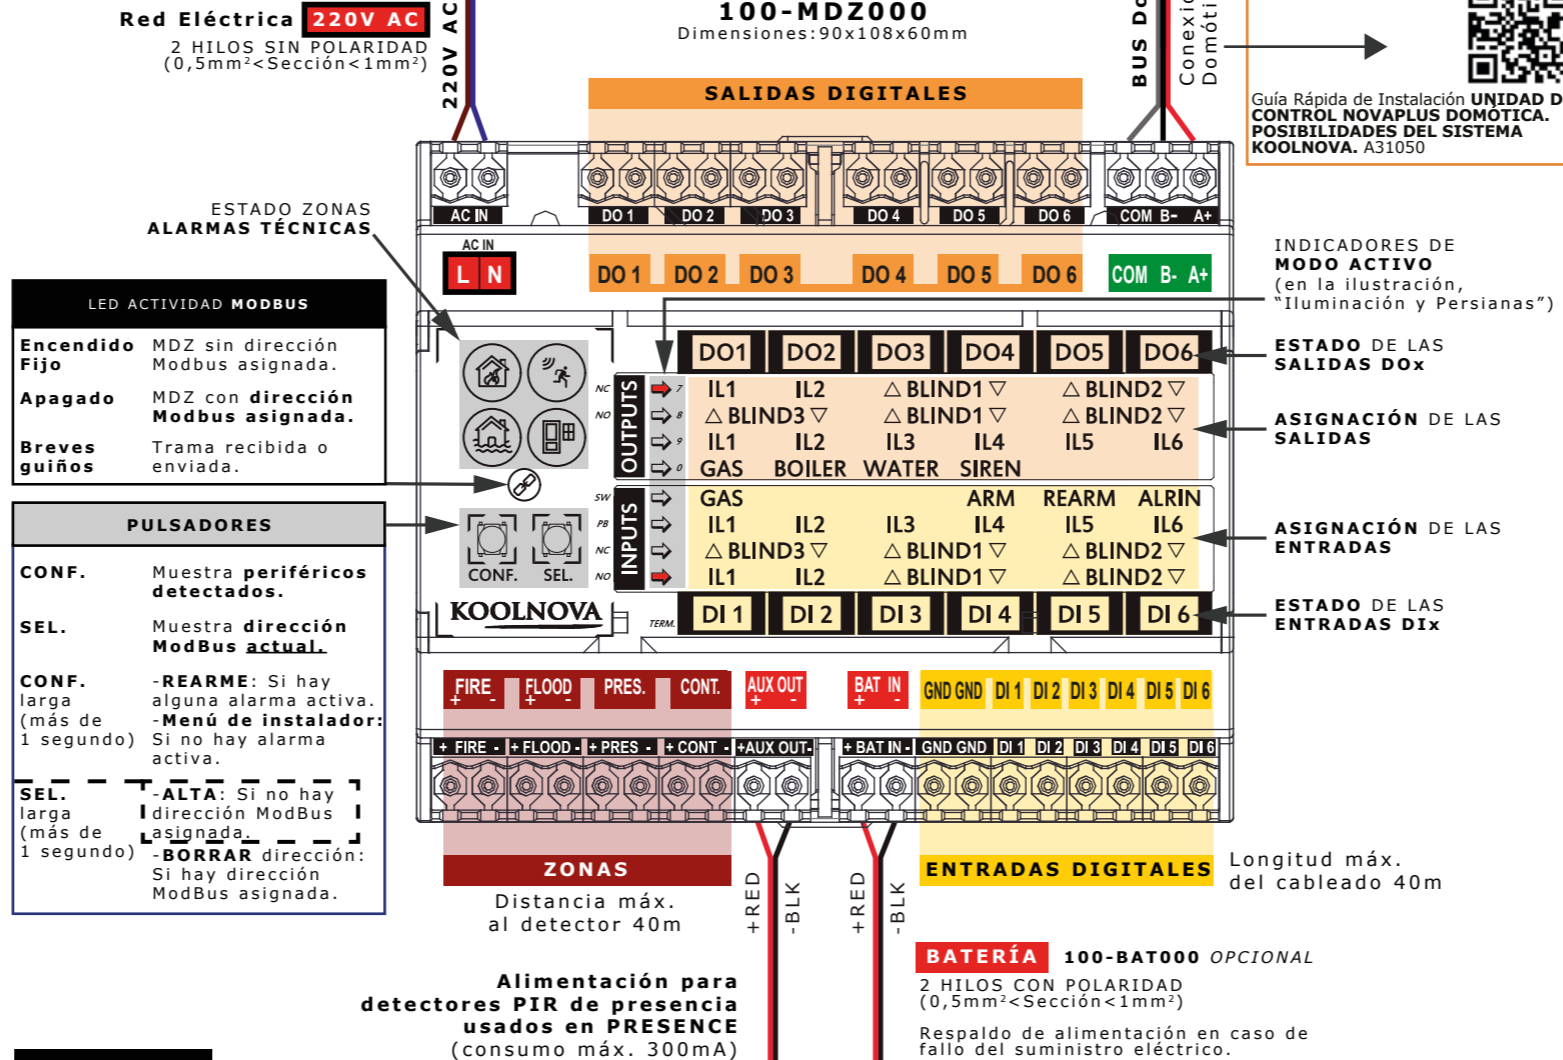 Red Eléctrica 220V AC
2 HILOS SIN POLARIDAD
(0,5mm²<Sección<1mm²)
220V AC
100-MDZ000
Dimensiones:90x108x60mm
BUS Do
Conexic
Domóti
Guía Rápida de Instalación UNIDAD D
CONTROL NOVAPLUS DOMÓTICA.
POSIBILIDADES DEL SISTEMA
KOOLNOVA. A31050
SALIDAS DIGITALES
AC IN DO 1 DO 2 DO 3 DO 4 DO 5 DO 6 COM B- A+
AC IN
L N DO 1 DO 2 DO 3 DO 4 DO 5 DO 6 COM B- A+
ESTADO ZONAS
ALARMAS TÉCNICAS
INDICADORES DE
MODO ACTIVO
(en la ilustración,
“Iluminación y Persianas”)
LED ACTIVIDAD MODBUS
Encendido Fijo MDZ sin dirección
Modbus asignada.
Apagado MDZ con dirección
Modbus asignada.
Breves guiños Trama recibida o
enviada.
DO1 DO2 DO3 DO4 DO5 DO6
ESTADO DE LAS
SALIDAS DOx
OUTPUTS
NC 7 IL1 IL2 △ BLIND1 ▽ △ BLIND2 ▽
NO 8 △ BLIND3 ▽ △ BLIND1 ▽ △ BLIND2 ▽
9 IL1 IL2 IL3 IL4 IL5 IL6
0 GAS BOILER WATER SIREN
ASIGNACIÓN DE LAS
SALIDAS
INPUTS
SW GAS ARM REARM ALRIN
PB IL1 IL2 IL3 IL4 IL5 IL6
NC △ BLIND3 ▽ △ BLIND1 ▽ △ BLIND2 ▽
NO IL1 IL2 △ BLIND1 ▽ △ BLIND2 ▽
ASIGNACIÓN DE LAS
ENTRADAS
CONF. SEL.
KOOLNOVA
TERM. DI 1 DI 2 DI 3 DI 4 DI 5 DI 6
ESTADO DE LAS
ENTRADAS DIx
PULSADORES
CONF. Muestra periféricos
detectados.
SEL. Muestra dirección
ModBus actual.
CONF. -REARME: Si hay
larga alguna alarma activa.
(más de -Menú de instalador:
1 segundo) Si no hay alarma
activa.
SEL. -ALTA: Si no hay
larga dirección ModBus
(más de asignada.
1 segundo) -BORRAR dirección:
Si hay dirección
ModBus asignada.
FIRE FLOOD PRES. CONT. AUX OUT BAT IN GND GND DI 1 DI 2 DI 3 DI 4 DI 5 DI 6
+ - + - + - + -
+ FIRE - + FLOOD - + PRES - + CONT - +AUX OUT- + BAT IN - GND GND DI 1 DI 2 DI 3 DI 4 DI 5 DI 6
ZONAS
Distancia máx.
al detector 40m
+RED
-BLK
+RED
-BLK
ENTRADAS DIGITALES
Longitud máx.
del cableado 40m
Alimentación para
detectores PIR de presencia
usados en PRESENCE
(consumo máx. 300mA)
BATERÍA 100-BAT000 OPCIONAL
2 HILOS CON POLARIDAD
(0,5mm²<Sección<1mm²)
Respaldo de alimentación en caso de
fallo del suministro eléctrico.